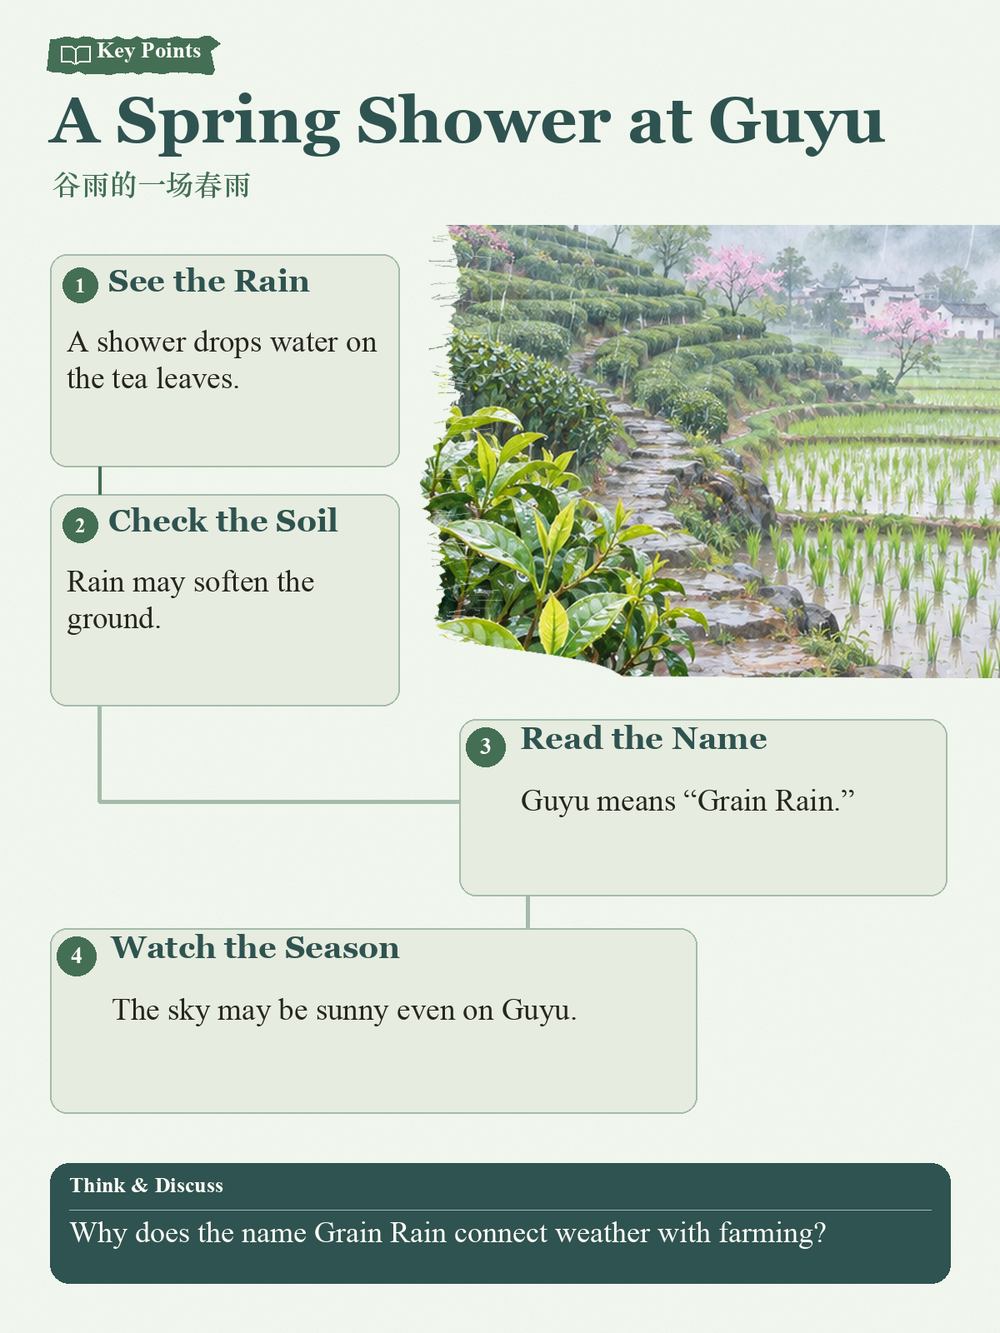 Key Points
A Spring Shower at Guyu
谷雨的一场春雨
1 See the Rain
A shower drops water on
the tea leaves.
2 Check the Soil
Rain may soften the
ground.
3 Read the Name
Guyu means “Grain Rain.”
4 Watch the Season
The sky may be sunny even on Guyu.
Think & Discuss
Why does the name Grain Rain connect weather with farming?